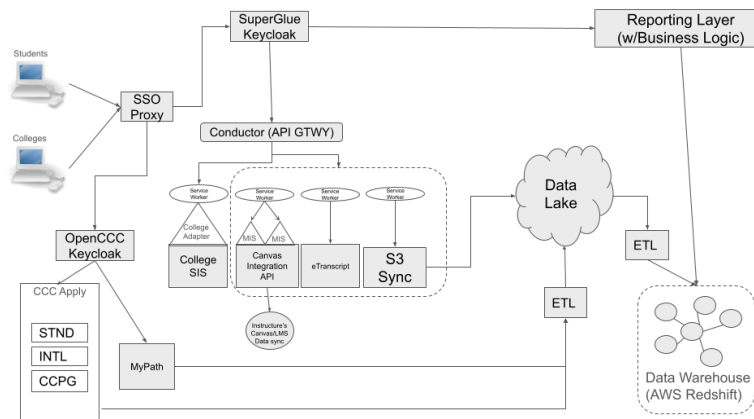 Students
Colleges
SSO
Proxy
SuperGlue
Keycloak
Reporting Layer
(w/Business Logic)
Conductor (API GTWY)
Service
Worker
Service
Worker
Service
Worker
Service Worker
College
Adapter
MIS
MIS
College
SIS
Canvas
Integration
API
eTranscript
S3
Sync
Data
Lake
ETL
ETL
OpenCCC
Keycloak
CCC Apply
STND
INTL
CCPG
MyPath
Instructure's
Canvas/LMS
Data sync
Data Warehouse
(AWS Redshift)